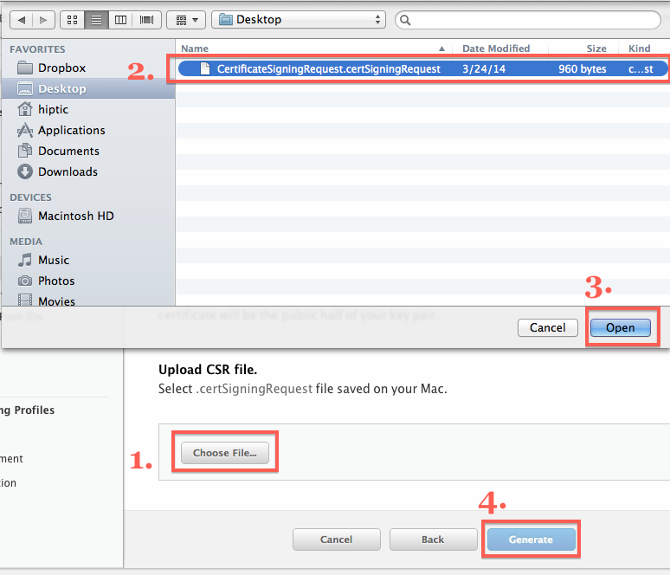 Desktop
FAVORITES
Dropbox
Desktop
hiptic
Applications
Documents
Downloads
DEVICES
Macintosh HD
MEDIA
Music
Photos
Movies
Name Date Modified Size Kind
2.
CertificateSigningRequest.certSigningRequest 3/24/14 960 bytes c...st
certificate will be the public half of your key pair.
3.
Cancel Open
Upload CSR file.
Select .certSigningRequest file saved on your Mac.
ng Profiles
ment
tion
1.
Choose File...
4.
Cancel Back Generate